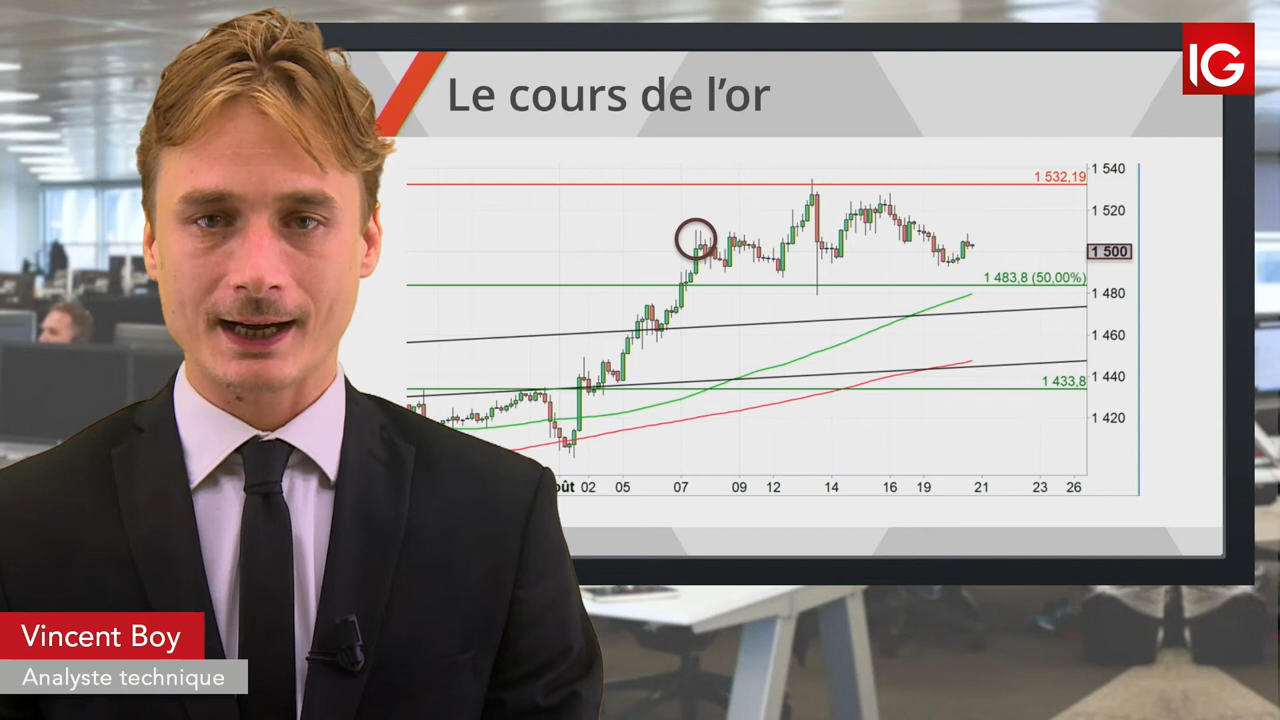 IG
Le cours de l'or
1 532,19
1 540
1 520
1 500
1 483,8 (50,00%)
1 480
1 460
1 440
1 433,8
1 420
oût 02 05 07 09 12 14 16 19 21 23 26
Vincent Boy
Analyste technique